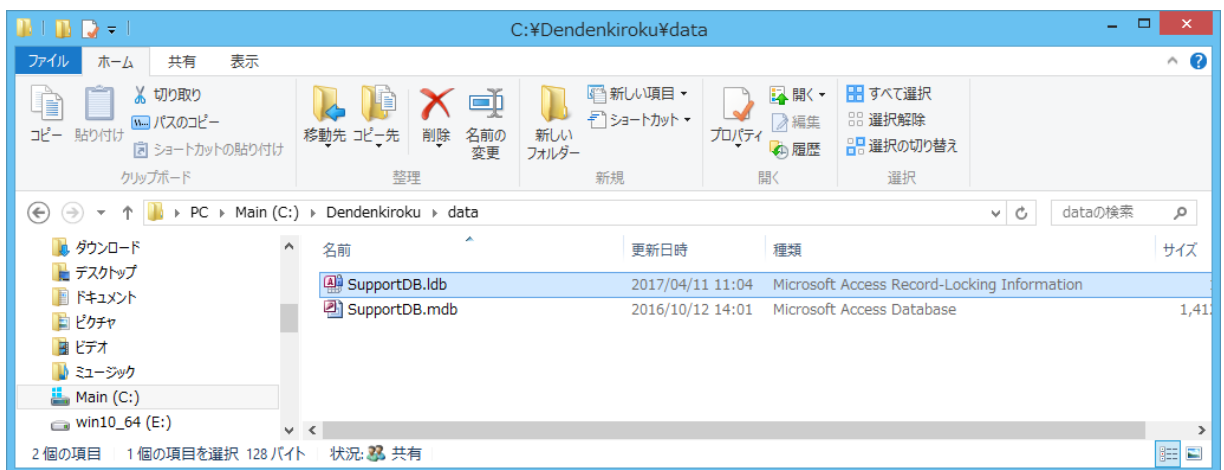 C:¥Dendenkiroku¥data
ファイル ホーム 共有 表示
コピー 貼り付け 切り取り パスのコピー ショートカットの貼り付け
クリップボード
移動先 コピー先 削除 名前の変更
整理
新しいフォルダー 新しい項目 ショートカット
新規
プロパティ 開く 編集 履歴
開く
すべて選択 選択解除 選択の切り替え
選択
PC Main (C:) Dendenkiroku data dataの検索
ダウンロード
デスクトップ
ドキュメント
ピクチャ
ビデオ
ミュージック
Main (C:)
win10_64 (E:)
名前 更新日時 種類 サイズ
SupportDB.ldb 2017/04/11 11:04 Microsoft Access Record-Locking Information
SupportDB.mdb 2016/10/12 14:01 Microsoft Access Database
2 個の項目 1 個の項目を選択 128 バイト 状況: 共有